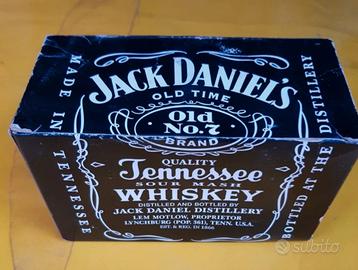 MADE IN TENNESSEE
JACK DANIEL'S
OLD TIME
Old
No. 7
BRAND
QUALITY
Tennessee
SOUR MASH
WHISKEY
DISTILLED AND BOTTLED BY
JACK DANIEL DISTILLERY
LEM MOTLOW, PROPRIETOR
LYNCHBURG (POP. 361), TENN. U.S.A.
EST. & REG. IN 1866
BOTTLED AT THE DISTILLERY
subito